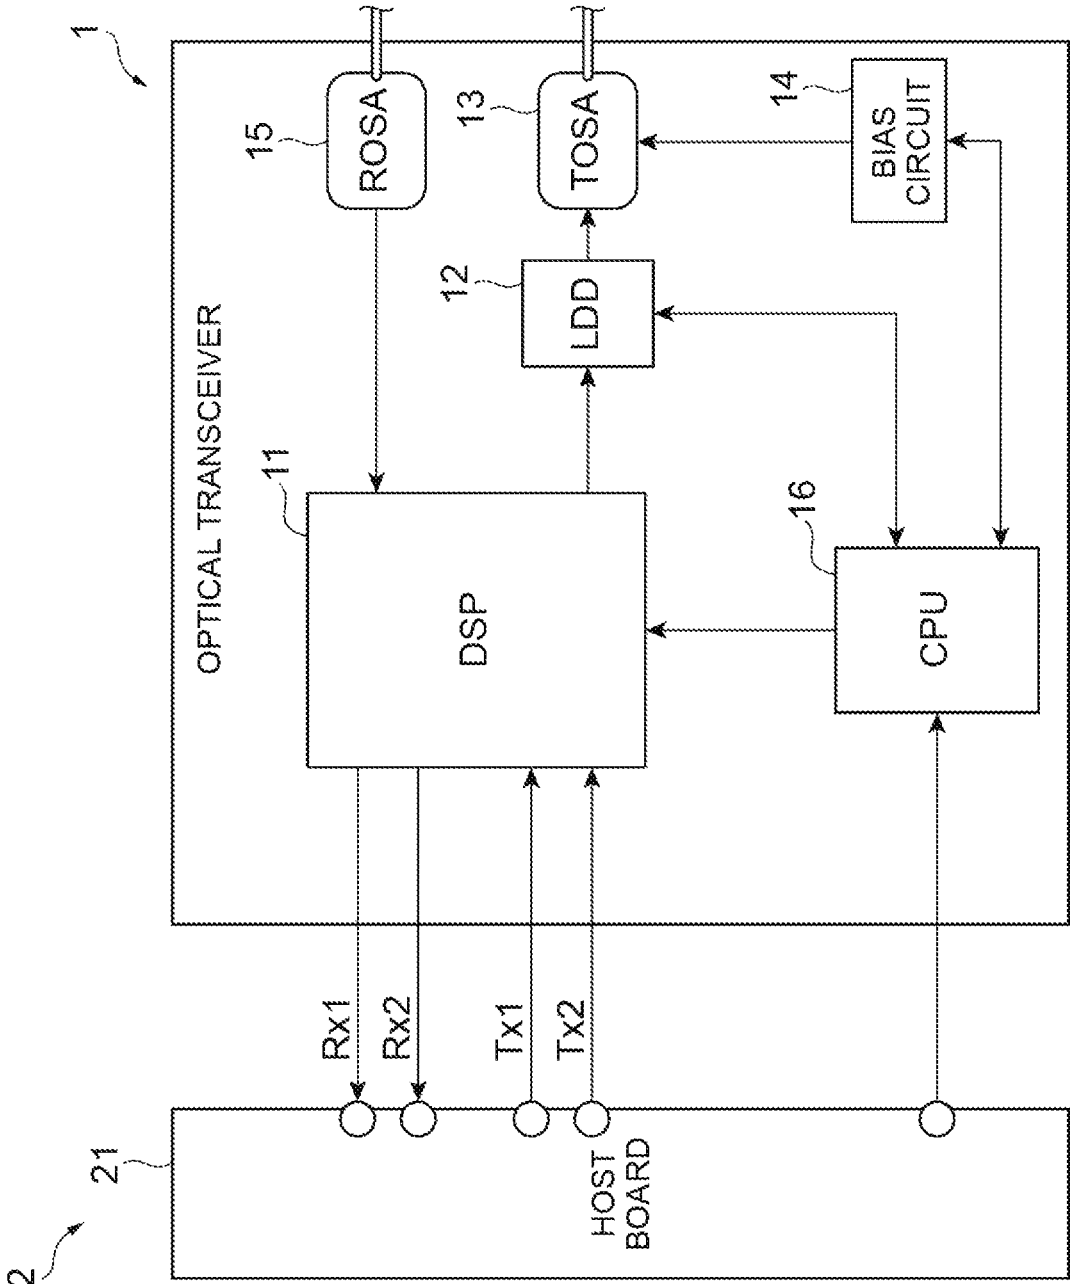 1
OPTICAL TRANSCEIVER
15
ROSA
13
TOSA
14
BIAS
CIRCUIT
12
LDD
11
DSP
16
CPU
Rx1
Rx2
Tx1
Tx2
2
21
HOST
BOARD